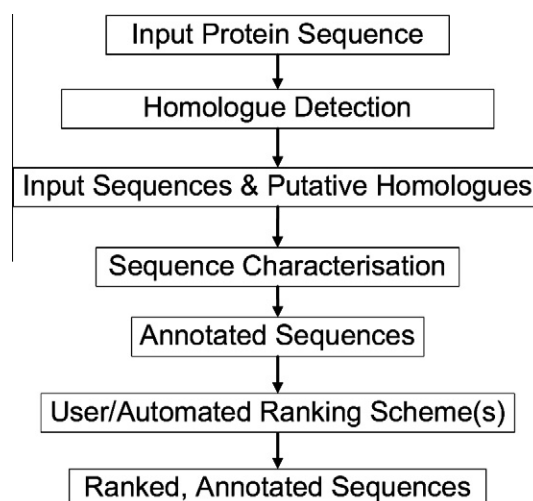 Input Protein Sequence
Homologue Detection
Input Sequences & Putative Homologues
Sequence Characterisation
Annotated Sequences
User/Automated Ranking Scheme(s)
Ranked, Annotated Sequences